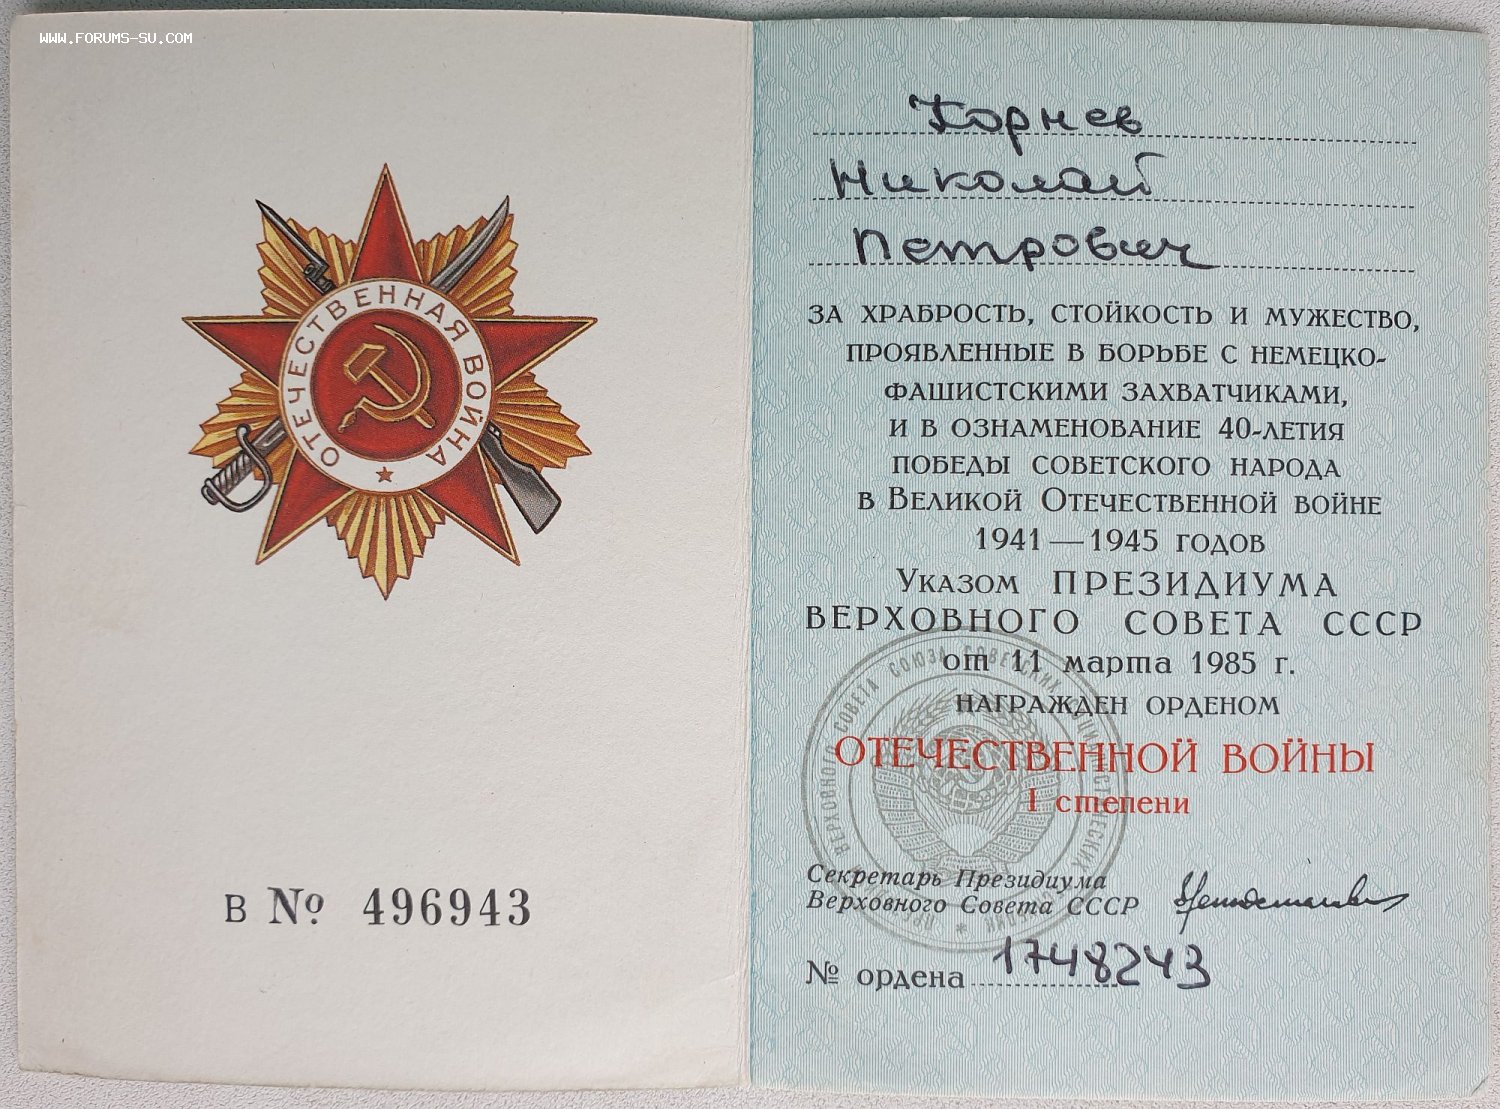 WWW.FORUMS-SU.COM
ОТЕЧЕСТВЕННАЯ ВОЙНА
В № 496943
Корнев
Николай
Петрович
ЗА ХРАБРОСТЬ, СТОЙКОСТЬ И МУЖЕСТВО,
ПРОЯВЛЕННЫЕ В БОРЬБЕ С НЕМЕЦКО-
ФАШИСТСКИМИ ЗАХВАТЧИКАМИ,
И В ОЗНАМЕНОВАНИЕ 40-ЛЕТИЯ
ПОБЕДЫ СОВЕТСКОГО НАРОДА
В ВЕЛИКОЙ ОТЕЧЕСТВЕННОЙ ВОЙНЕ
1941—1945 ГОДОВ
УКАЗОМ ПРЕЗИДИУМА
ВЕРХОВНОГО СОВЕТА СССР
от 11 марта 1985 г.
НАГРАЖДЕН ОРДЕНОМ
ОТЕЧЕСТВЕННОЙ ВОЙНЫ
I степени
Секретарь Президиума
Верховного Совета СССР
№ ордена 1748243